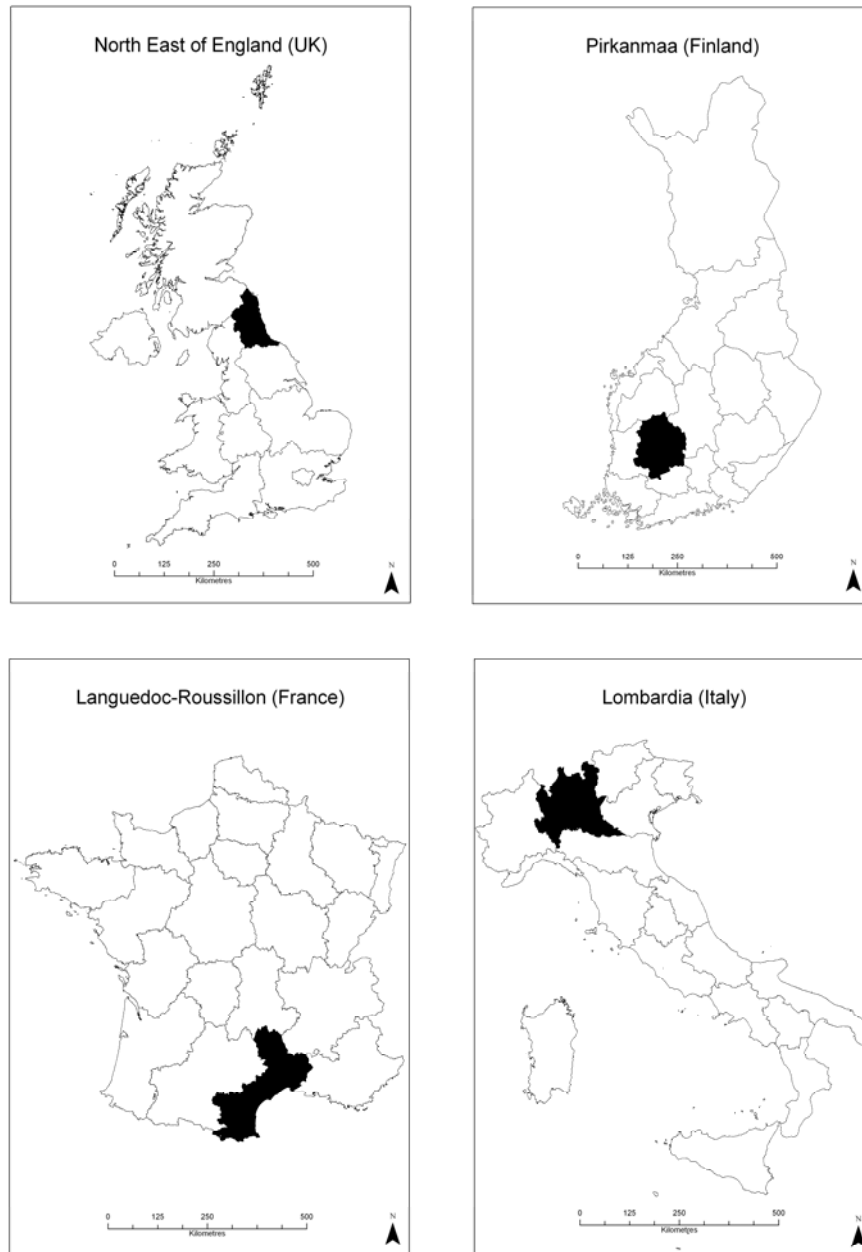 North East of England (UK)
0 125 250 500
Kilometres
N
Pirkanmaa (Finland)
0 125 250 500
Kilometres
N
Languedoc-Roussillon (France)
0 125 250 500
Kilometres
N
Lombardia (Italy)
0 125 250 500
Kilometres
N